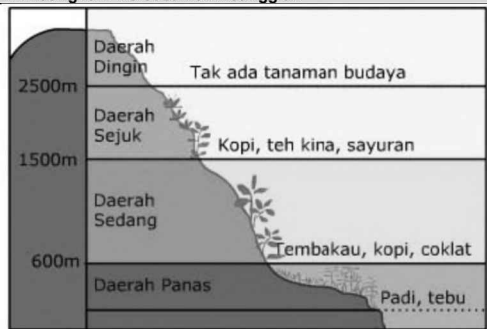 Daerah
Dingin
Tak ada tanaman budaya
2500m
Daerah
Sejuk
Kopi, teh kina, sayuran
1500m
Daerah
Sedang
Tembakau, kopi, coklat
600m
Daerah Panas
Padi, tebu